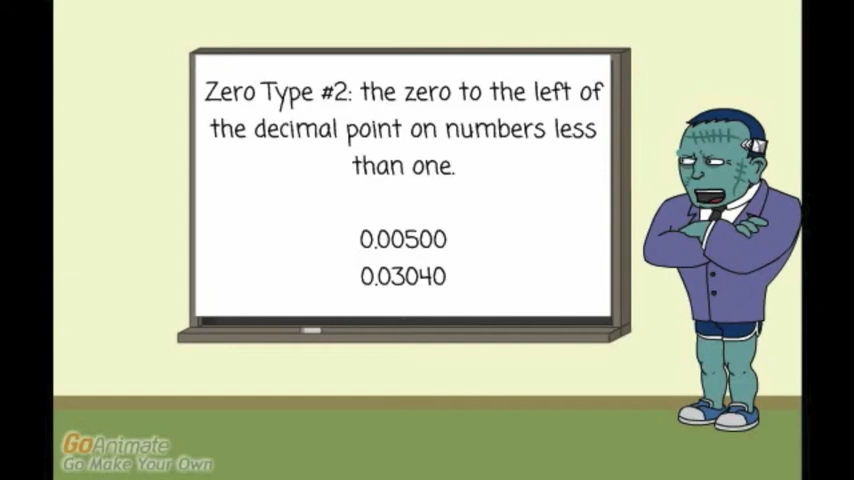 Zero Type #2: the zero to the left of
the decimal point on numbers less
than one.
0.00500
0.03040
GoAnimate
Go Make Your Own